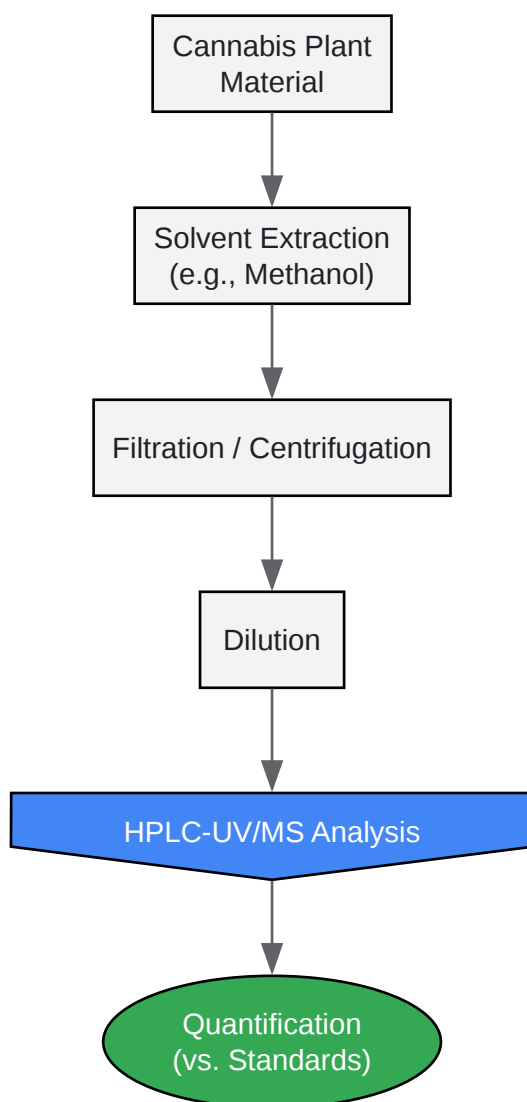 Cannabis Plant
Material
Solvent Extraction
(e.g., Methanol)
Filtration / Centrifugation
Dilution
HPLC-UV/MS Analysis
Quantification
(vs. Standards)